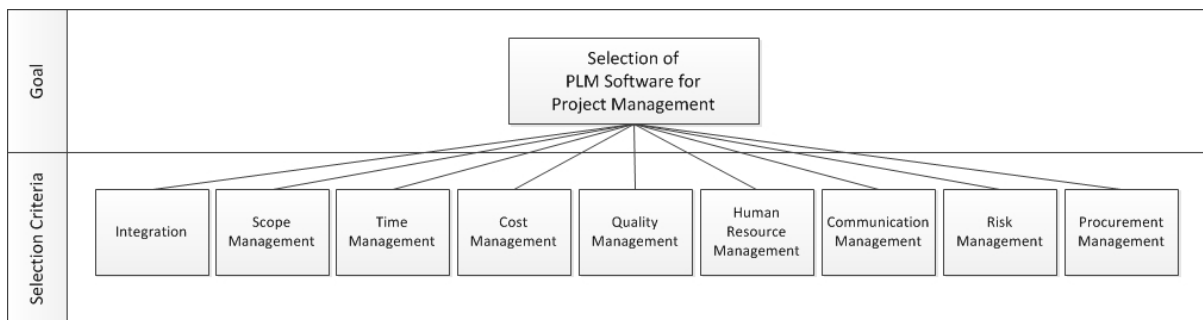 Goal
Selection of
PLM Software for
Project Management
Selection Criteria
Integration
Scope
Management
Time
Management
Cost
Management
Quality
Management
Human
Resource
Management
Communication
Management
Risk
Management
Procurement
Management